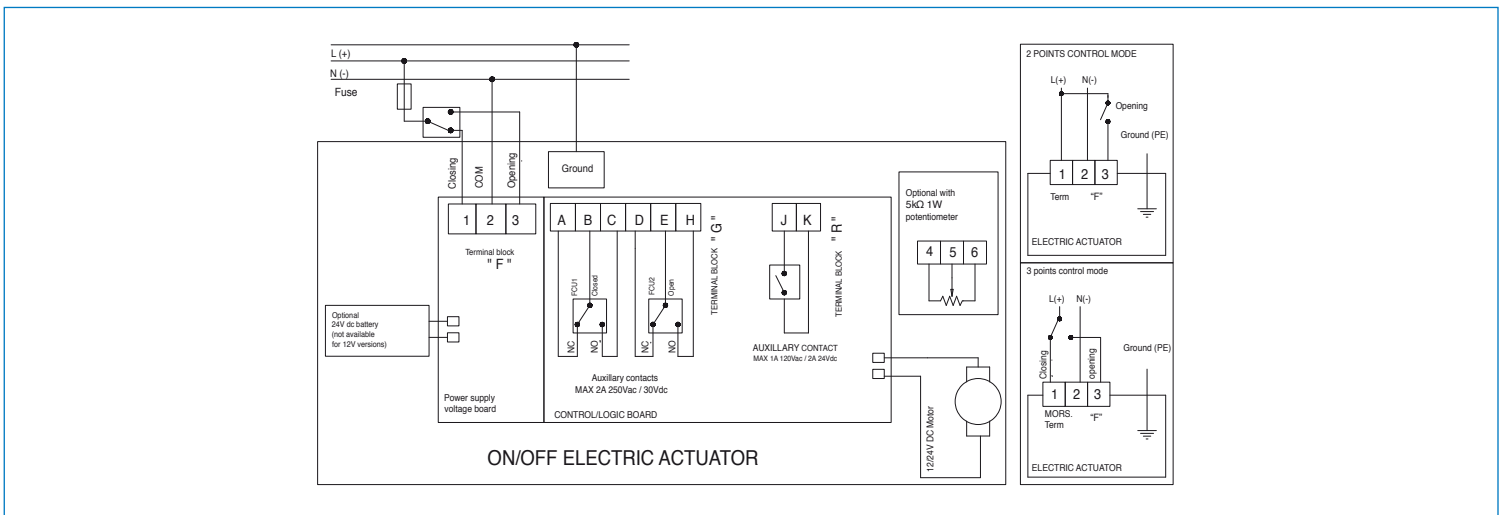 L (+)
N (-)
Fuse
Closing
COM
Opening
Ground
1 2 3
Terminal block
" F "
Optional
24V dc battery
(not available
for 12V versions)
Power supply
voltage board
A B C D E H
TERMINAL BLOCK " G "
FCU1
Closed
FCU2
Open
NC
NO
NC
NO
Auxillary contacts
MAX 2A 250Vac / 30Vdc
CONTROL/LOGIC BOARD
J K
TERMINAL BLOCK " R "
AUXILLARY CONTACT
MAX 1A 120Vac / 2A 24Vdc
Optional with
5kΩ 1W
potentiometer
4 5 6
12/24V DC Motor
ON/OFF ELECTRIC ACTUATOR
2 POINTS CONTROL MODE
L(+) N(-)
Opening
Ground (PE)
1 2 3
Term "F"
ELECTRIC ACTUATOR
3 points control mode
L(+) N(-)
Ground (PE)
Closing
opening
1 2 3
MORS.
Term "F"
ELECTRIC ACTUATOR